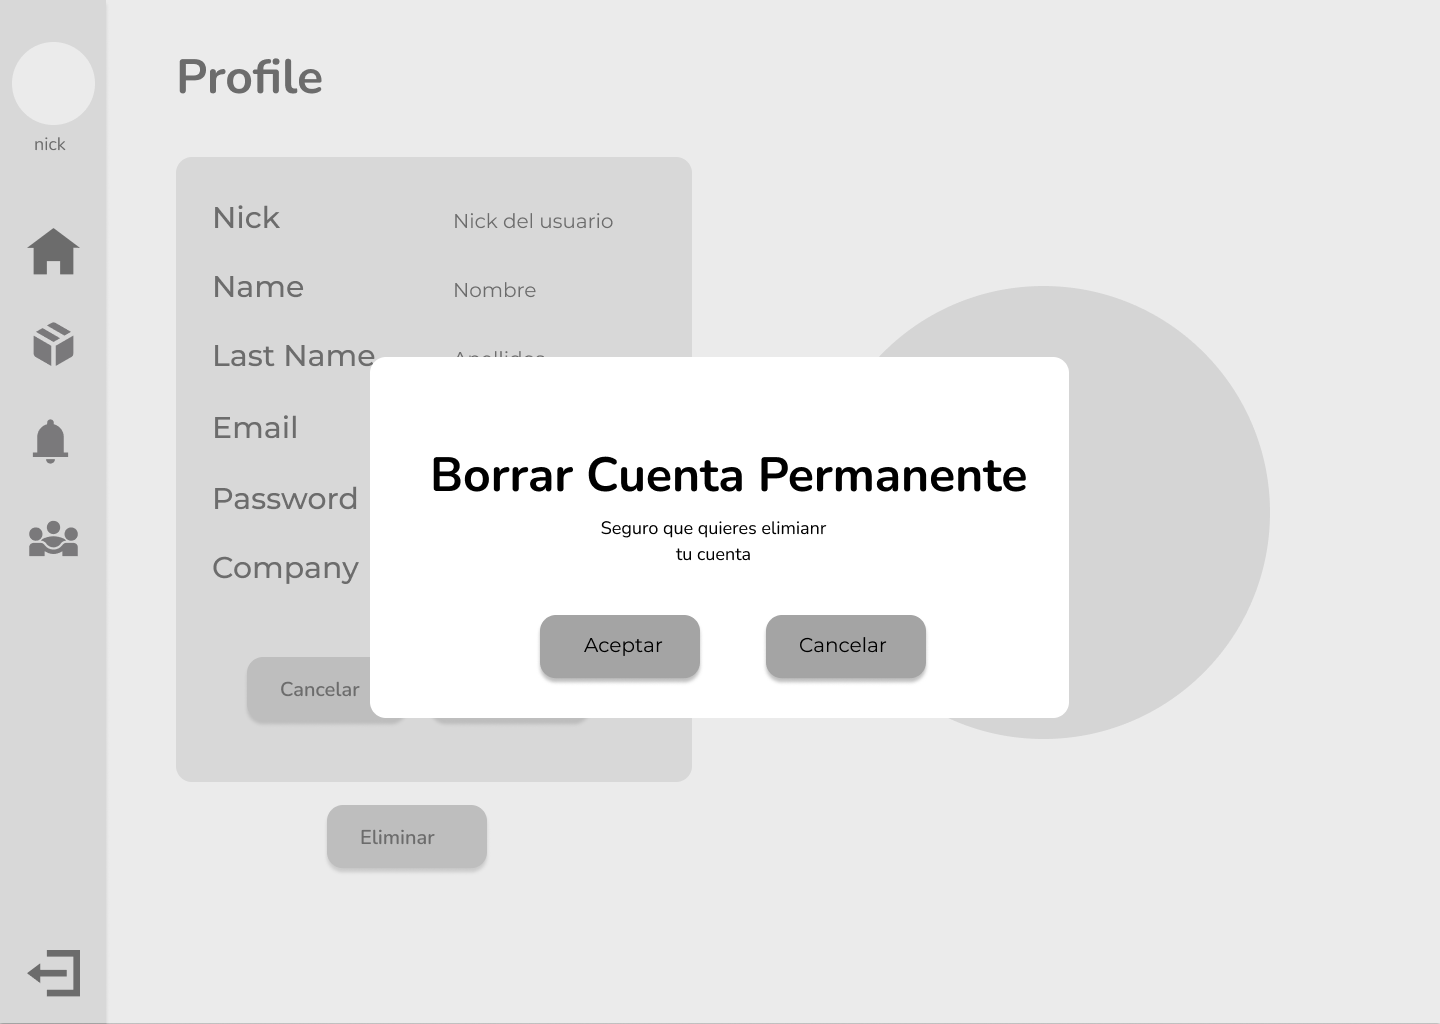 Profile
nick
Nick
Nick del usuario
Name
Nombre
Last Name
Email
Password
Company
Borrar Cuenta Permanente
Seguro que quieres elimianr
tu cuenta
Aceptar
Cancelar
Cancelar
Eliminar